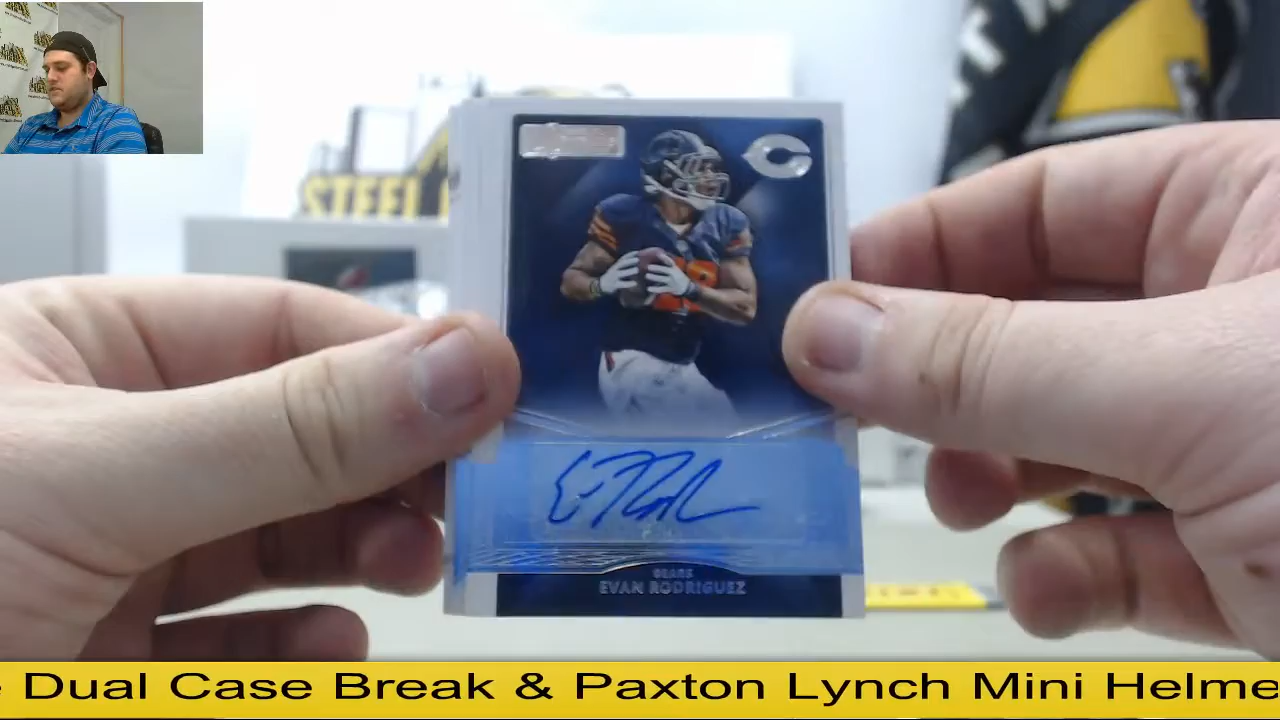 STEEL
BEARS
EVAN RODRIGUEZ
Dual Case Break & Paxton Lynch Mini Helme